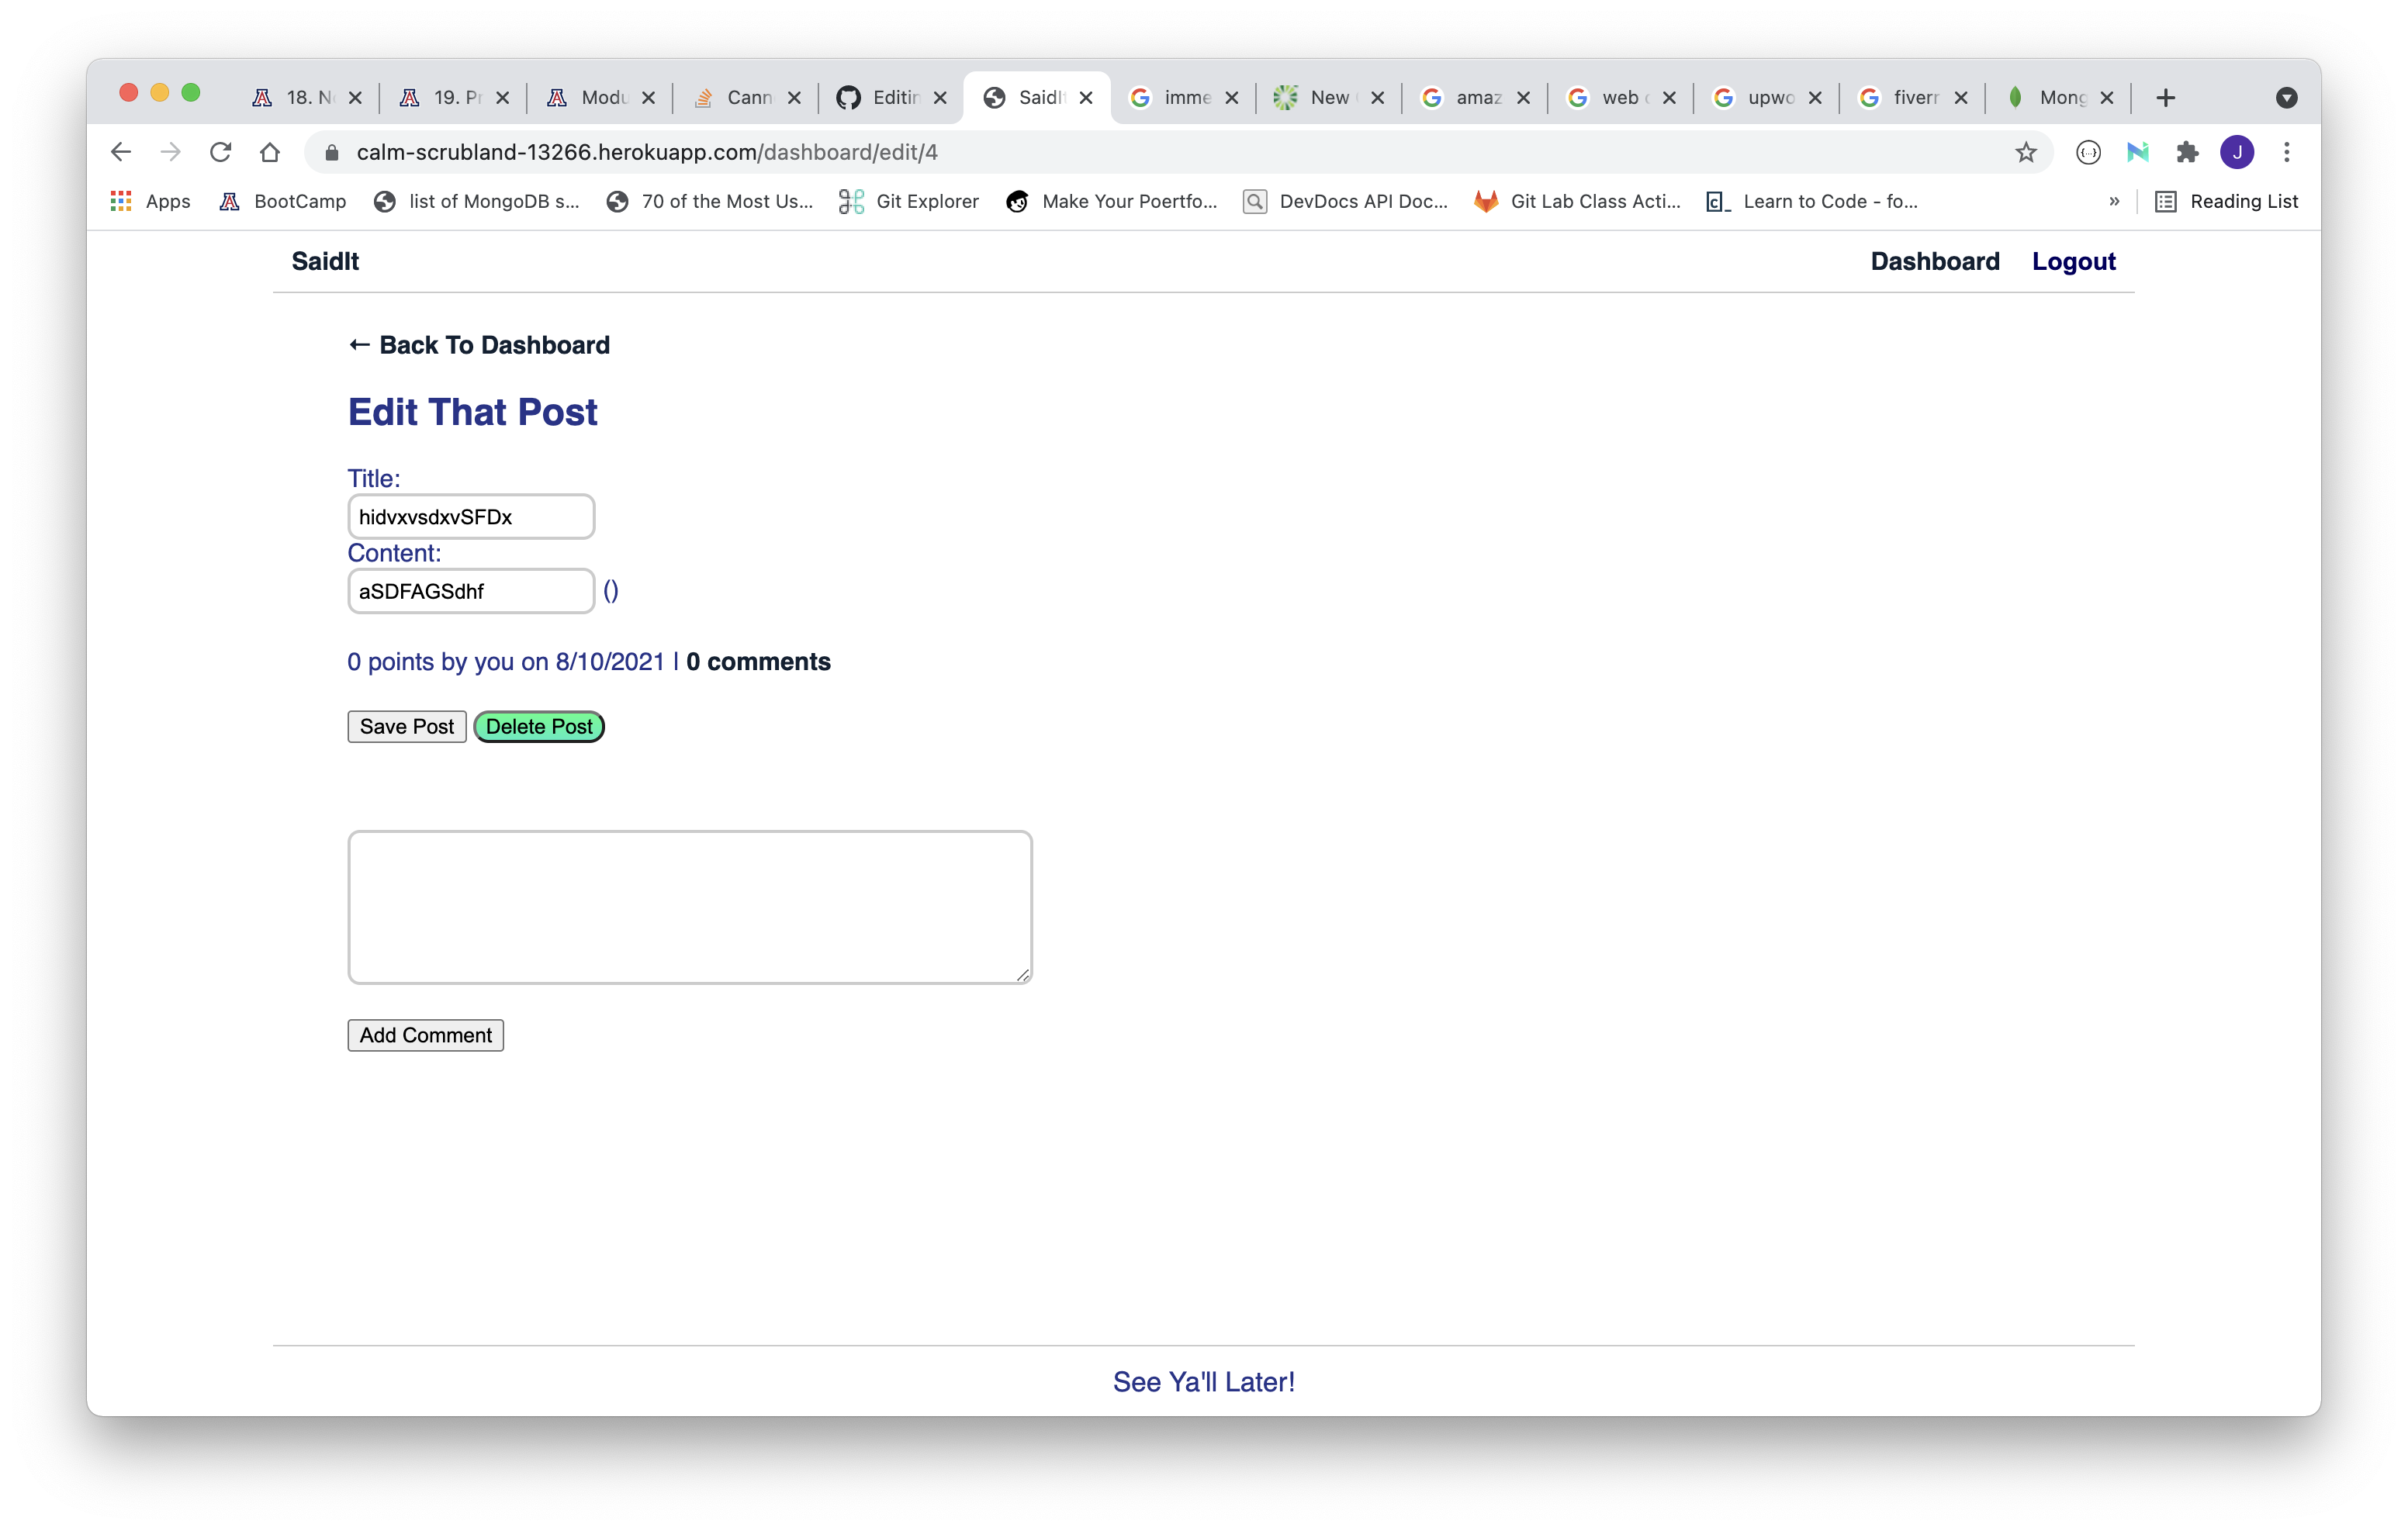 18. N
19. Pr
Modu
Cann
Editin
SaidIt
imme
New
amaz
web
upwo
fiverr
Mong
calm-scrubland-13266.herokuapp.com/dashboard/edit/4
J
Apps
BootCamp
list of MongoDB s...
70 of the Most Us...
Git Explorer
Make Your Poertfo...
DevDocs API Doc...
Git Lab Class Acti...
Learn to Code - fo...
»
Reading List
SaidIt
Dashboard
Logout
← Back To Dashboard
Edit That Post
Title:
hidvxvsdxvSFDx
Content:
aSDFAGSdhf ()
0 points by you on 8/10/2021 | 0 comments
Save Post
Delete Post
Add Comment
See Ya'll Later!